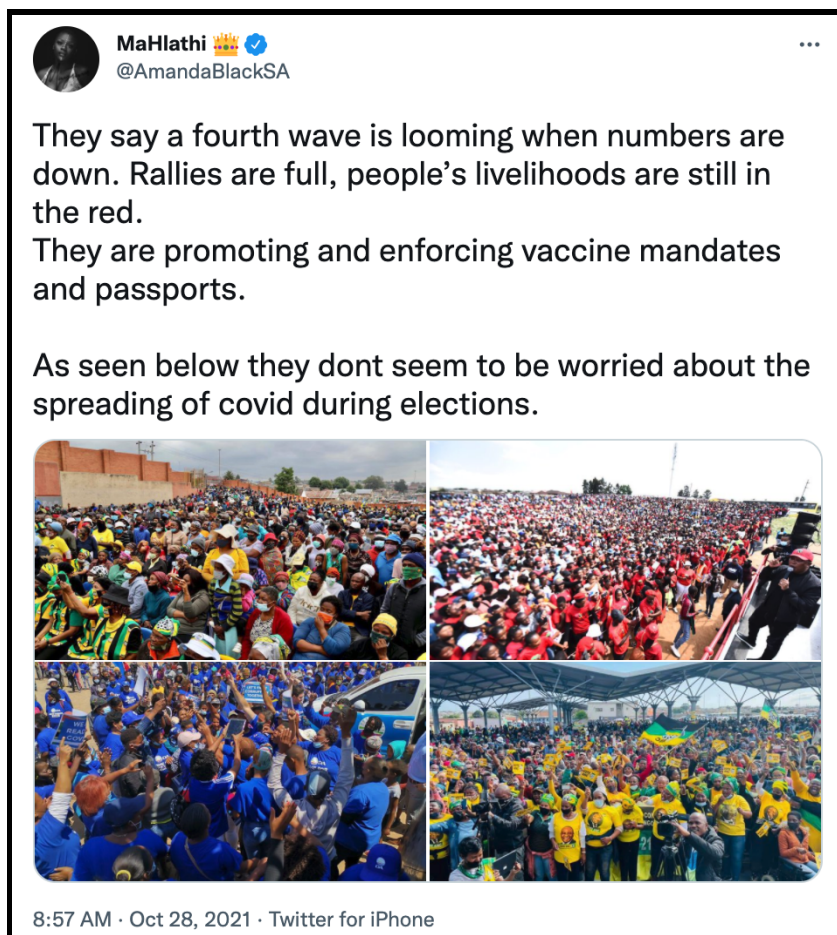 MaHlathi 👑
@AmandaBlackSA
They say a fourth wave is looming when numbers are
down. Rallies are full, people’s livelihoods are still in
the red.
They are promoting and enforcing vaccine mandates
and passports.
As seen below they dont seem to be worried about the
spreading of covid during elections.
8:57 AM · Oct 28, 2021 · Twitter for iPhone